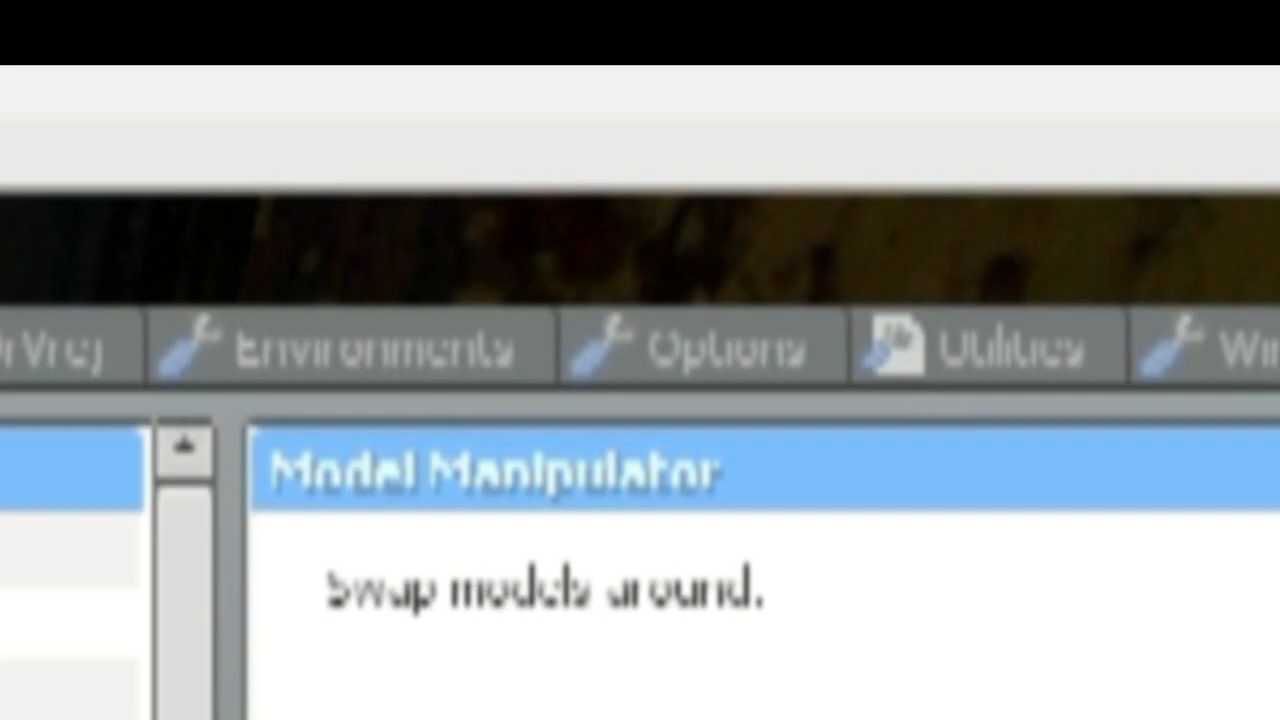 Environments Options Utilities
Model Manipulator
Swap models around.